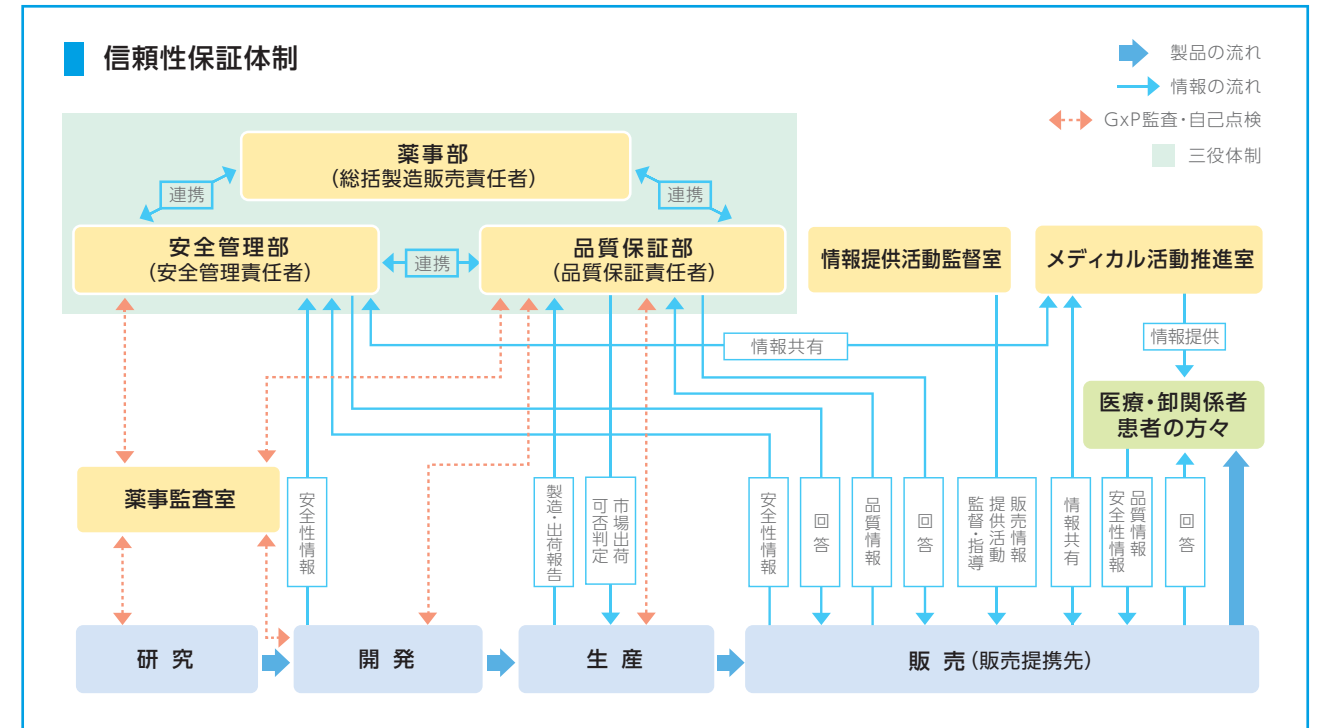 信頼性保証体制
製品の流れ
情報の流れ
GxP監査・自己点検
三役体制
薬事部
(総括製造販売責任者)
連携
連携
安全管理部
(安全管理責任者)
連携
品質保証部
(品質保証責任者)
情報提供活動監督室
メディカル活動推進室
情報共有
情報提供
医療・卸関係者
患者の方々
薬事監査室
安全性情報
製造・出荷報告
市場出荷
可否判定
安全性情報
回答
品質情報
回答
販売情報
提供活動
監督・指導
情報共有
品質情報
安全性情報
回答
研究
開発
生産
販売(販売提携先)